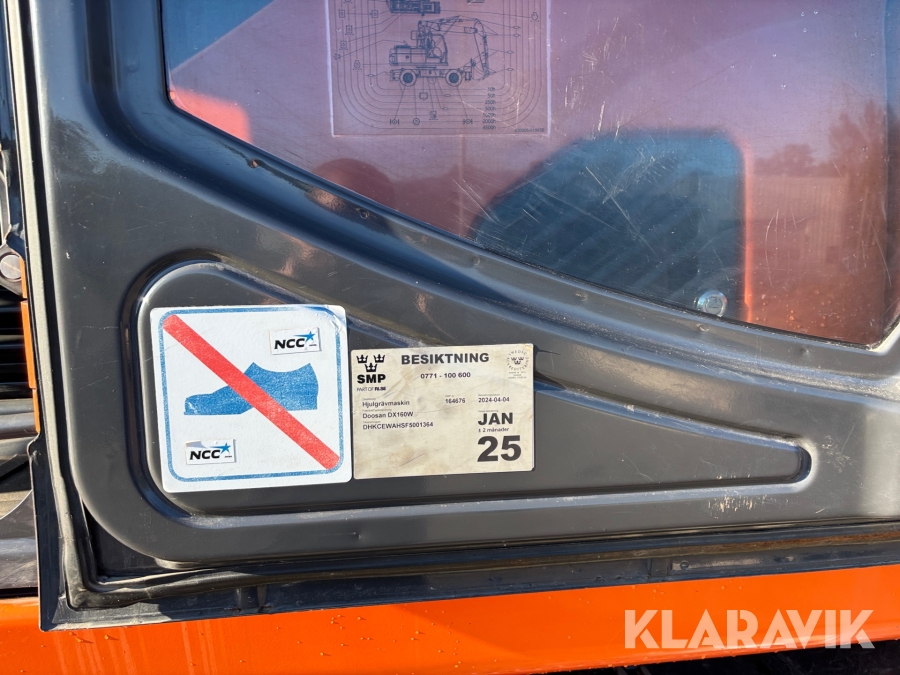 NCC
NCC
SMP
PART OF
BESIKTNING
0771 - 100 600
Hjulgrävmaskin
164676
2024-04-04
Doosan DX160W
DHKCEWAHSF5001364
JAN
± 2 månader
25
KLARAVIK